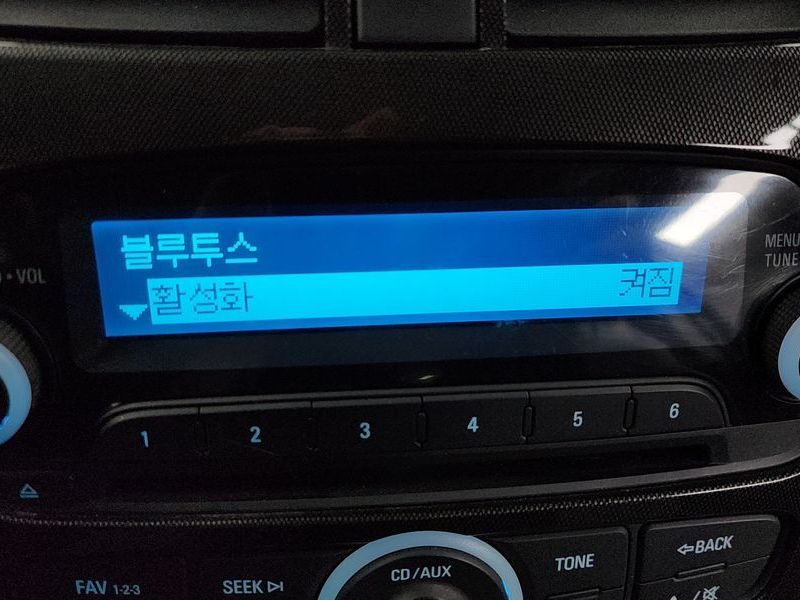 블루투스
활성화 켜짐
· VOL
MENU
TUNE
1 2 3 4 5 6
FAV 1-2-3
SEEK
CD/AUX
TONE
BACK